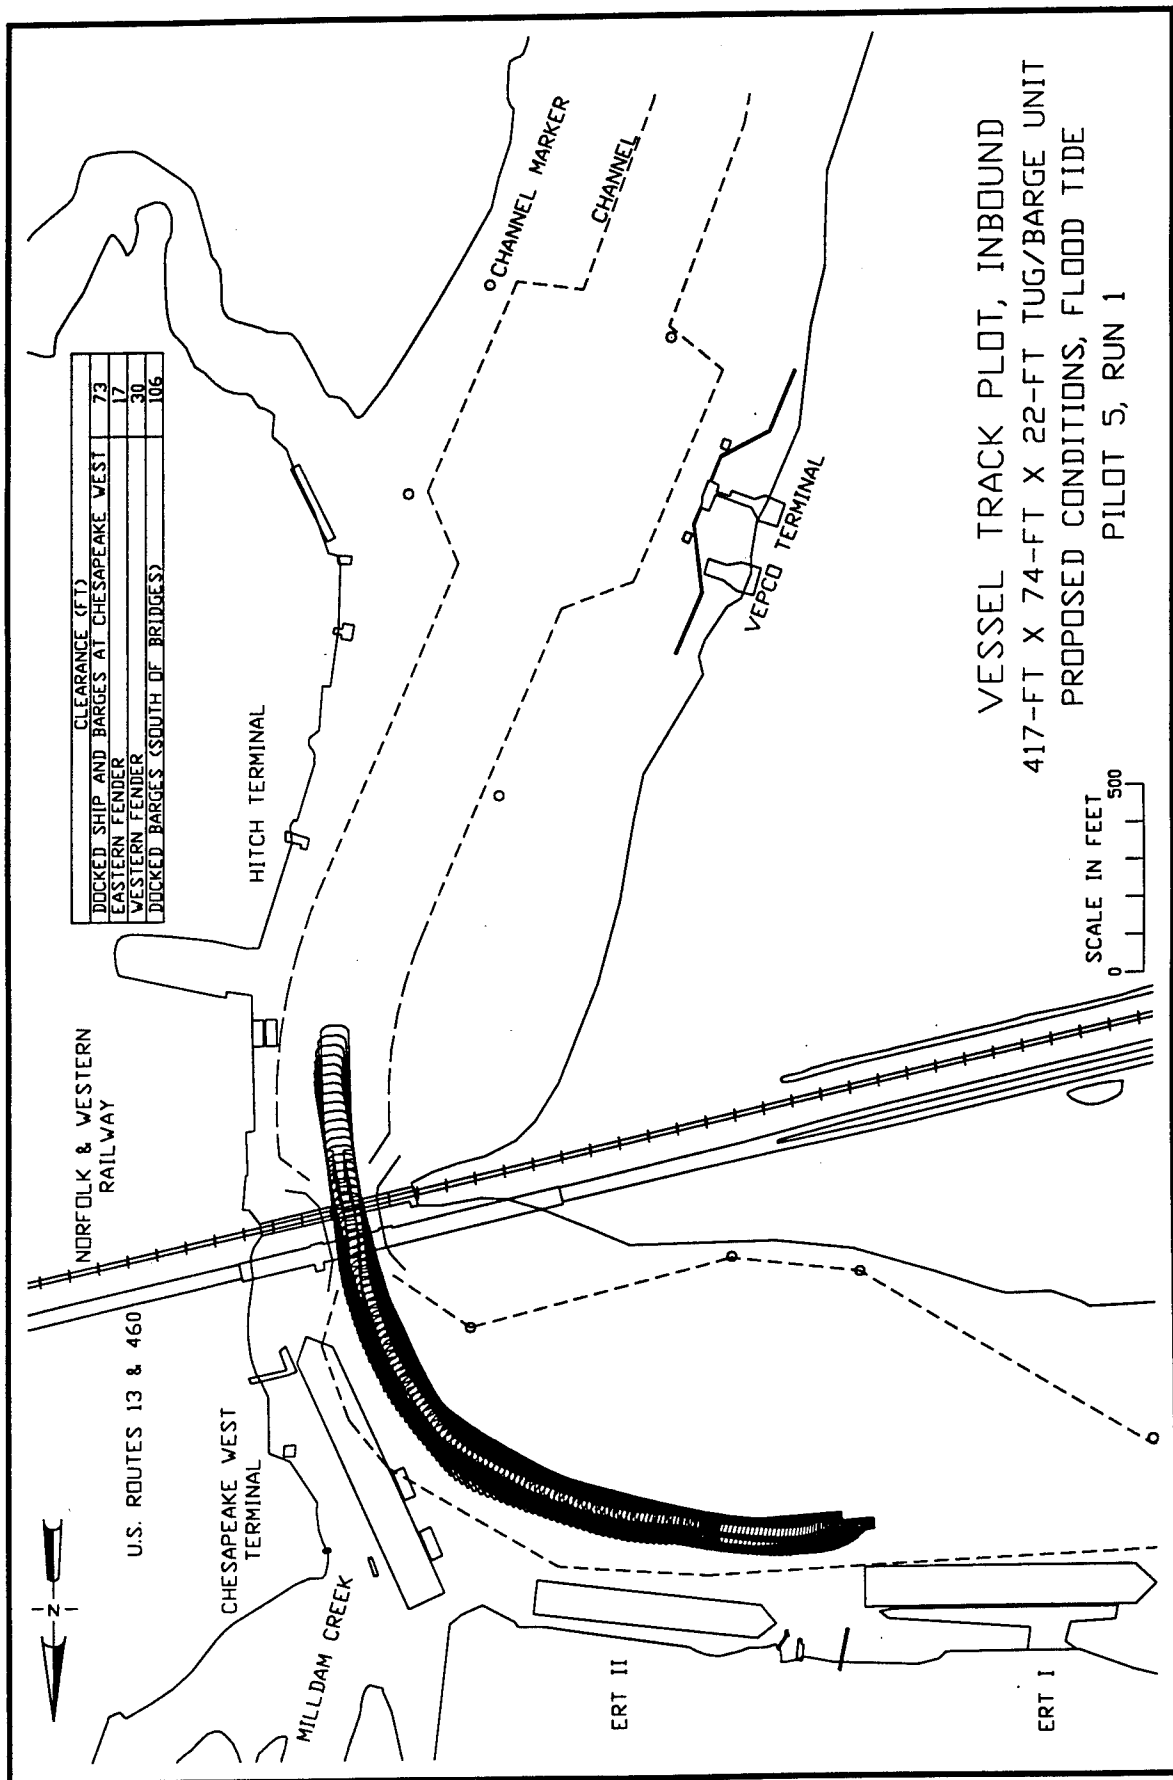 CLEARANCE (FT)
DOCKED SHIP AND BARGES AT CHESAPEAKE WEST 73
EASTERN FENDER 17
WESTERN FENDER 30
DOCKED BARGES (SOUTH OF BRIDGES) 106
N
U.S. ROUTES 13 & 460
NORFOLK & WESTERN
RAILWAY
HITCH TERMINAL
CHANNEL MARKER
CHANNEL
CHESAPEAKE WEST
TERMINAL
MILLDAM CREEK
VEPCO TERMINAL
ERT II
ERT I
SCALE IN FEET
0 500
VESSEL TRACK PLOT, INBOUND
417-FT X 74-FT X 22-FT TUG/BARGE UNIT
PROPOSED CONDITIONS, FLOOD TIDE
PILOT 5, RUN 1